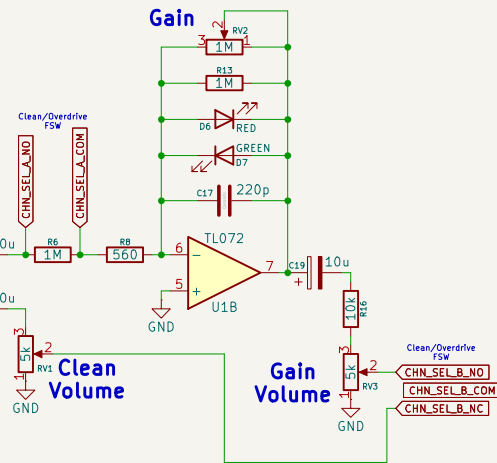 Gain
RV2
2
3
1M
1
R13
1M
D6
RED
GREEN
D7
C17
220p
Clean/Overdrive
FSW
CHN_SEL_A_NO
CHN_SEL_A_COM
0u
R6
1M
R8
560
TL072
6
-
7
5
+
U1B
GND
C19
10u
+
10k
R16
0u
3
5k
2
1
RV1
GND
Clean
Volume
Gain
Volume
3
5k
2
1
RV3
GND
Clean/Overdrive
FSW
CHN_SEL_B_NO
CHN_SEL_B_COM
CHN_SEL_B_NC